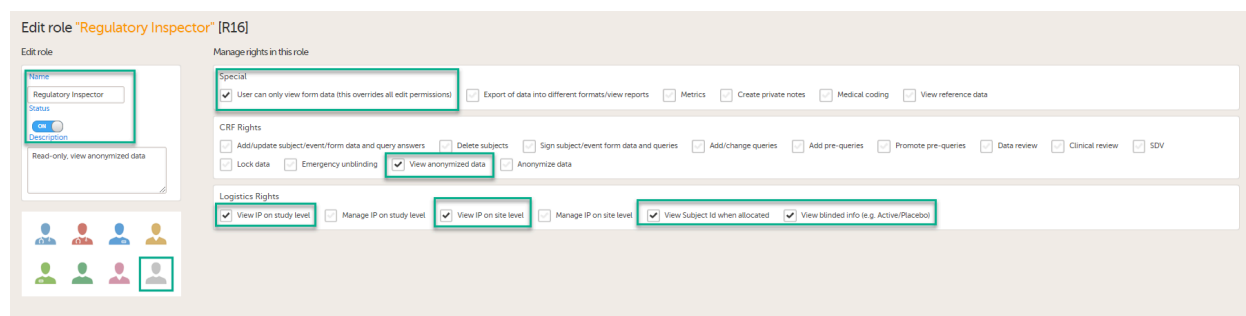 Edit role "Regulatory Inspector" [R16]
Edit role
Manage rights in this role
Name
Regulatory Inspector
Status
ON
Description
Read-only, view anonymized data
Special
User can only view form data (this overrides all edit permissions) Export of data into different formats/view reports Metrics Create private notes Medical coding View reference data
CRF Rights
Add/update subject/event/form data and query answers Delete subjects Sign subject/event form data and queries Add/change queries Add pre-queries Promote pre-queries Data review Clinical review SDV
Lock data Emergency unblinding View anonymized data Anonymize data
Logistics Rights
View IP on study level Manage IP on study level View IP on site level Manage IP on site level View Subject Id when allocated View blinded info (e.g. Active/Placebo)